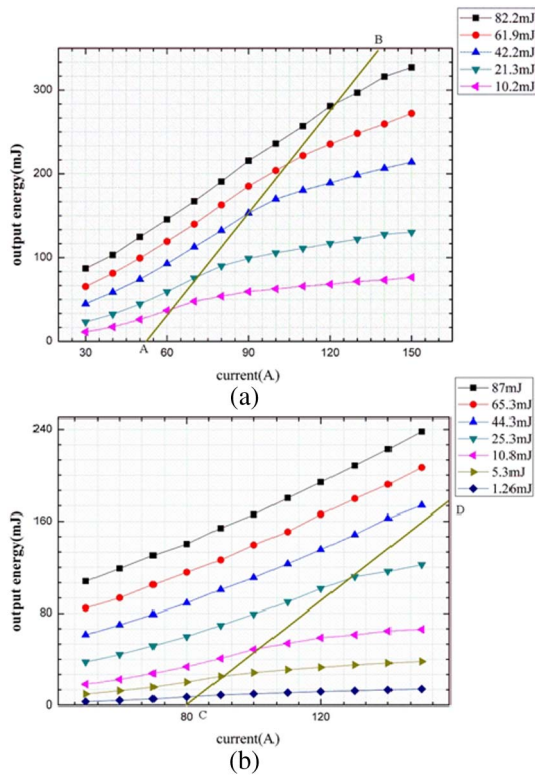 82.2mJ
61.9mJ
42.2mJ
21.3mJ
10.2mJ
(a)
B
300
200
100
0
output energy(mJ)
A
30 60 90 120 150
current(A)
(a)
87mJ
65.3mJ
44.3mJ
25.3mJ
10.8mJ
5.3mJ
1.26mJ
240
160
80
0
output energy(mJ)
D
C
80 120
current(A)
(b)